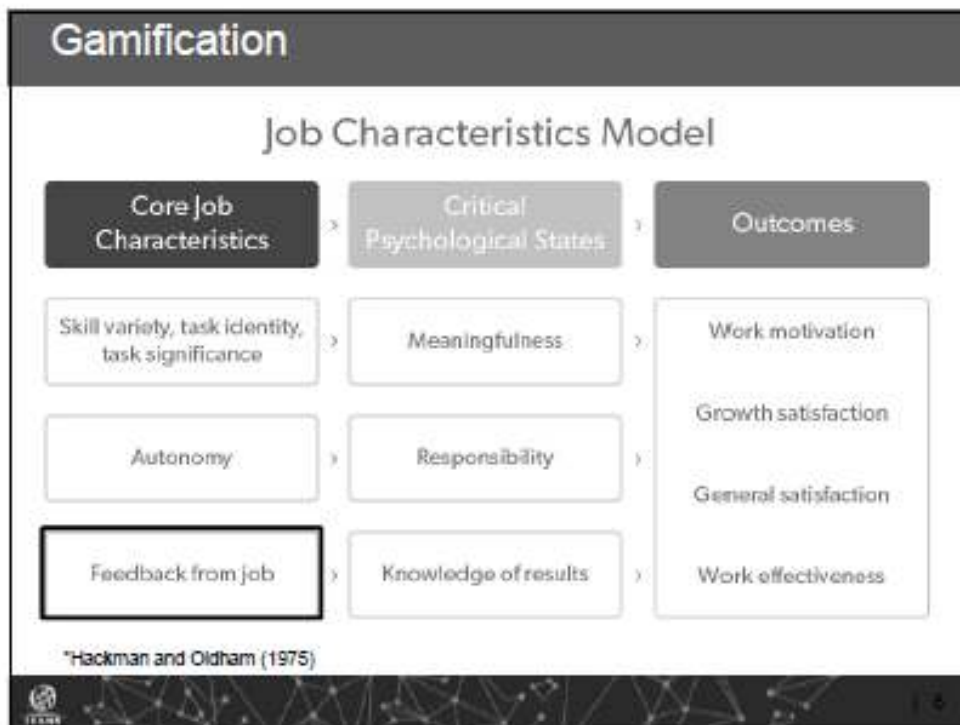 Gamification
Job Characteristics Model
Core Job
Characteristics
›
Critical
Psychological States
›
Outcomes
Skill variety, task identity,
task significance
›
Meaningfulness
›
Work motivation
Growth satisfaction
Autonomy
›
Responsibility
›
General satisfaction
Feedback from job
›
Knowledge of results
›
Work effectiveness
*Hackman and Oldham (1975)